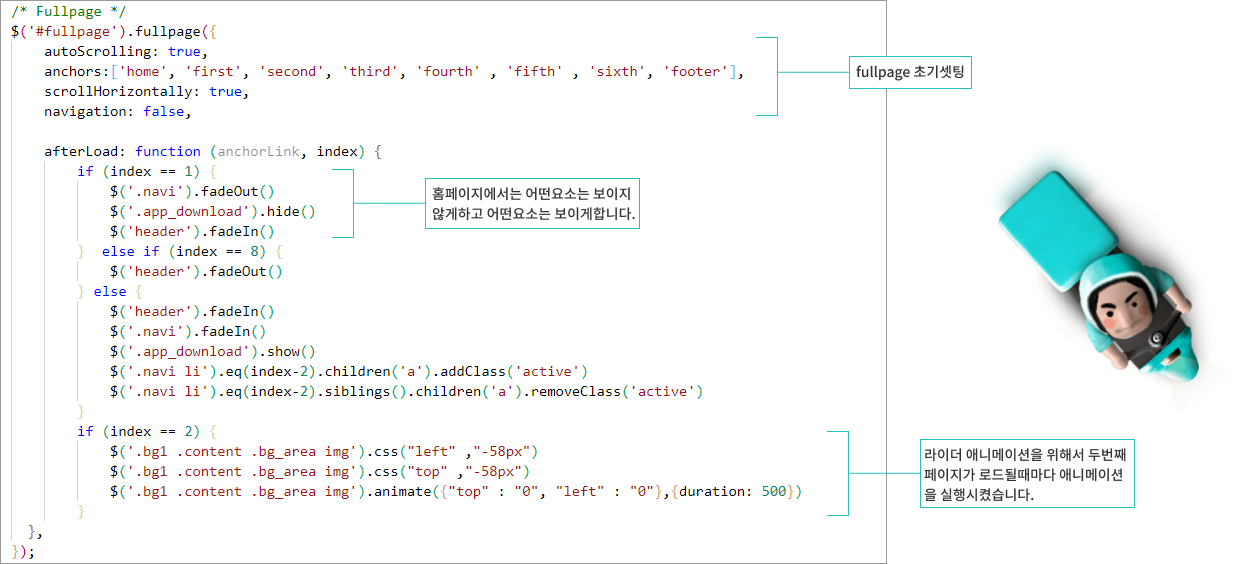 /* Fullpage */
$('#fullpage').fullpage({
autoScrolling: true,
anchors:['home', 'first', 'second', 'third', 'fourth' , 'fifth' , 'sixth', 'footer'],
fullpage 초기셋팅
scrollHorizontally: true,
navigation: false,
afterLoad: function (anchorLink, index) {
if (index == 1) {
$('.navi').fadeOut()
$('.app_download').hide()
$('header').fadeIn()
홈페이지에서는 어떤요소는 보이지
않게하고 어떤요소는 보이게합니다.
} else if (index == 8) {
$('header').fadeOut()
} else {
$('header').fadeIn()
$('.navi').fadeIn()
$('.app_download').show()
$('.navi li').eq(index-2).children('a').addClass('active')
$('.navi li').eq(index-2).siblings().children('a').removeClass('active')
}
if (index == 2) {
$('.bg1 .content .bg_area img').css("left" ,"-58px")
$('.bg1 .content .bg_area img').css("top" ,"-58px")
$('.bg1 .content .bg_area img').animate({"top" : "0", "left" : "0"},{duration: 500})
}
라이더 애니메이션을 위해서 두번째
페이지가 로드될때마다 애니메이션
을 실행시켰습니다.
},
});